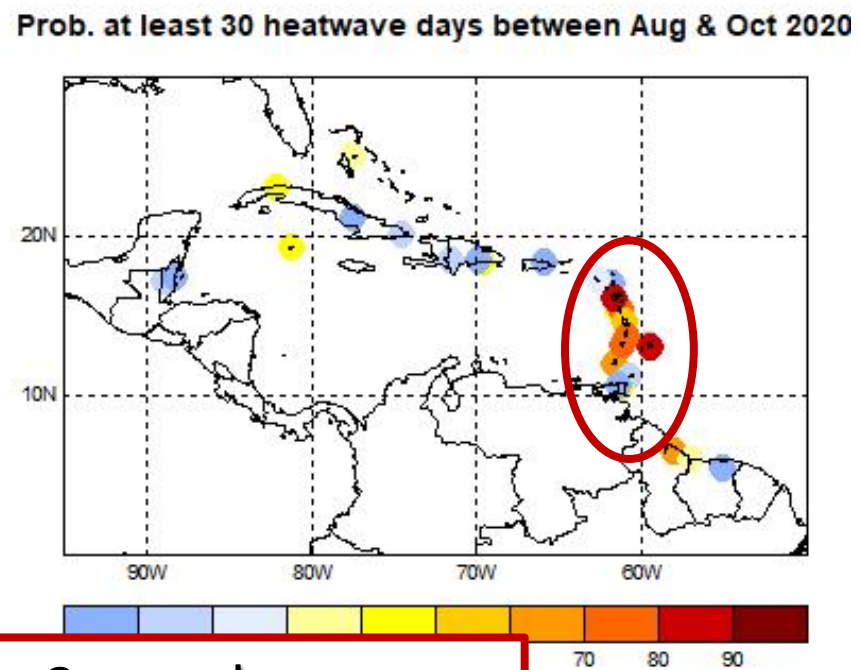 Prob. at least 30 heatwave days between Aug & Oct 2020
20N
10N
90W 80W 70W 60W
70 80 90